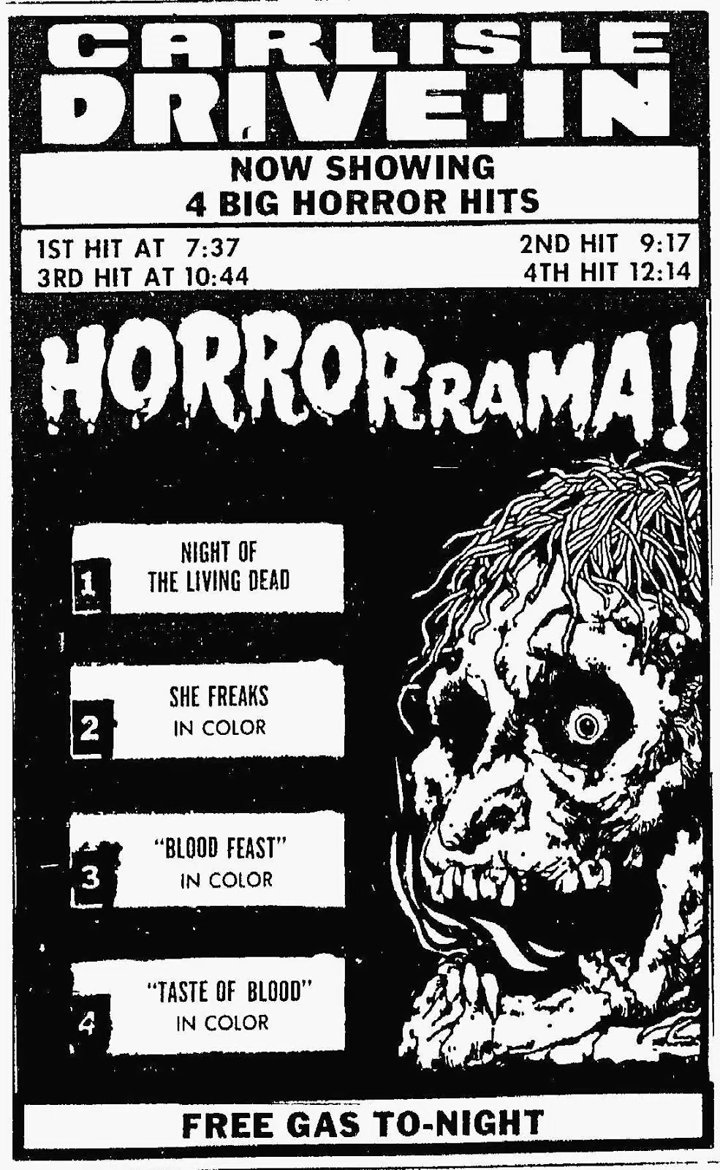 CARLISLE
DRIVE-IN
NOW SHOWING
4 BIG HORROR HITS
1ST HIT AT 7:37
2ND HIT 9:17
3RD HIT AT 10:44
4TH HIT 12:14
HORRORRAMA!
1
NIGHT OF
THE LIVING DEAD
2
SHE FREAKS
IN COLOR
3
"BLOOD FEAST"
IN COLOR
4
"TASTE OF BLOOD"
IN COLOR
FREE GAS TO-NIGHT